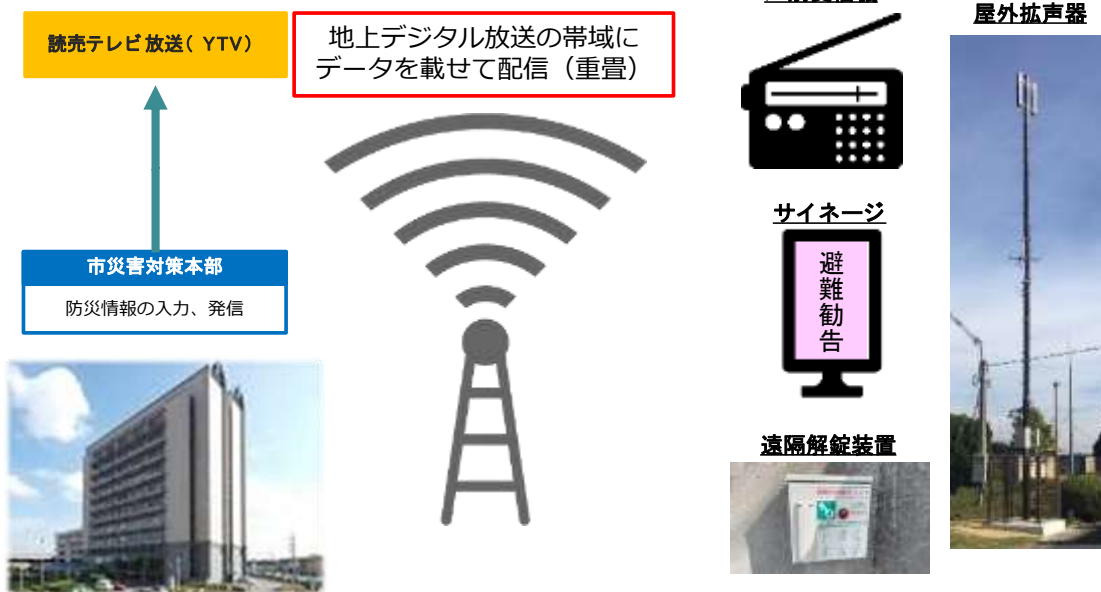 屋外拡声器
読売テレビ放送(YTV)
地上デジタル放送の帯域に
データを載せて配信(重畳)
サイネージ
避難勧告
市災害対策本部
防災情報の入力、発信
遠隔解錠装置